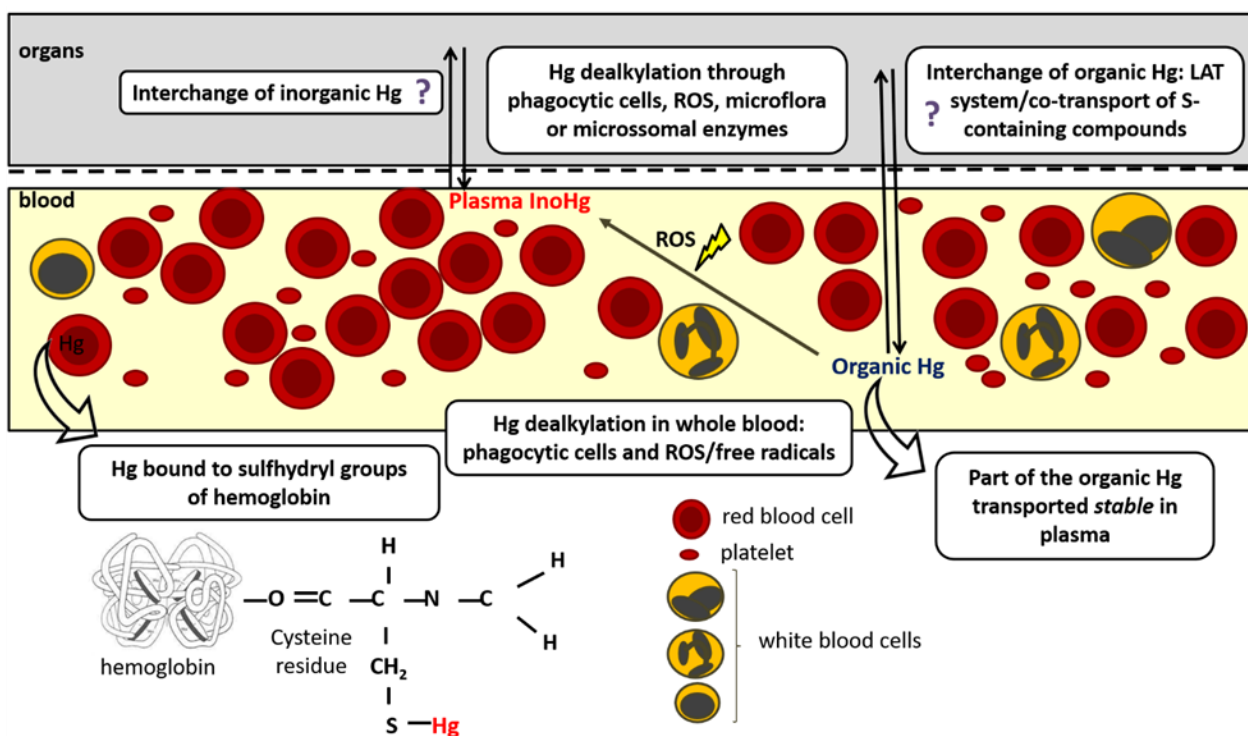 organs
Interchange of inorganic Hg ?
Hg dealkylation through
phagocytic cells, ROS, microflora
or microssomal enzymes
Interchange of organic Hg: LAT
? system/co-transport of S-
containing compounds
blood
Plasma InoHg
ROS
Hg
Organic Hg
Hg dealkylation in whole blood:
phagocytic cells and ROS/free radicals
Hg bound to sulfhydryl groups
of hemoglobin
Part of the organic Hg
transported stable in
plasma
red blood cell
platelet
white blood cells
hemoglobin
H
H
—O =C —C —N —C
H
Cysteine
residue
CH₂
S —Hg